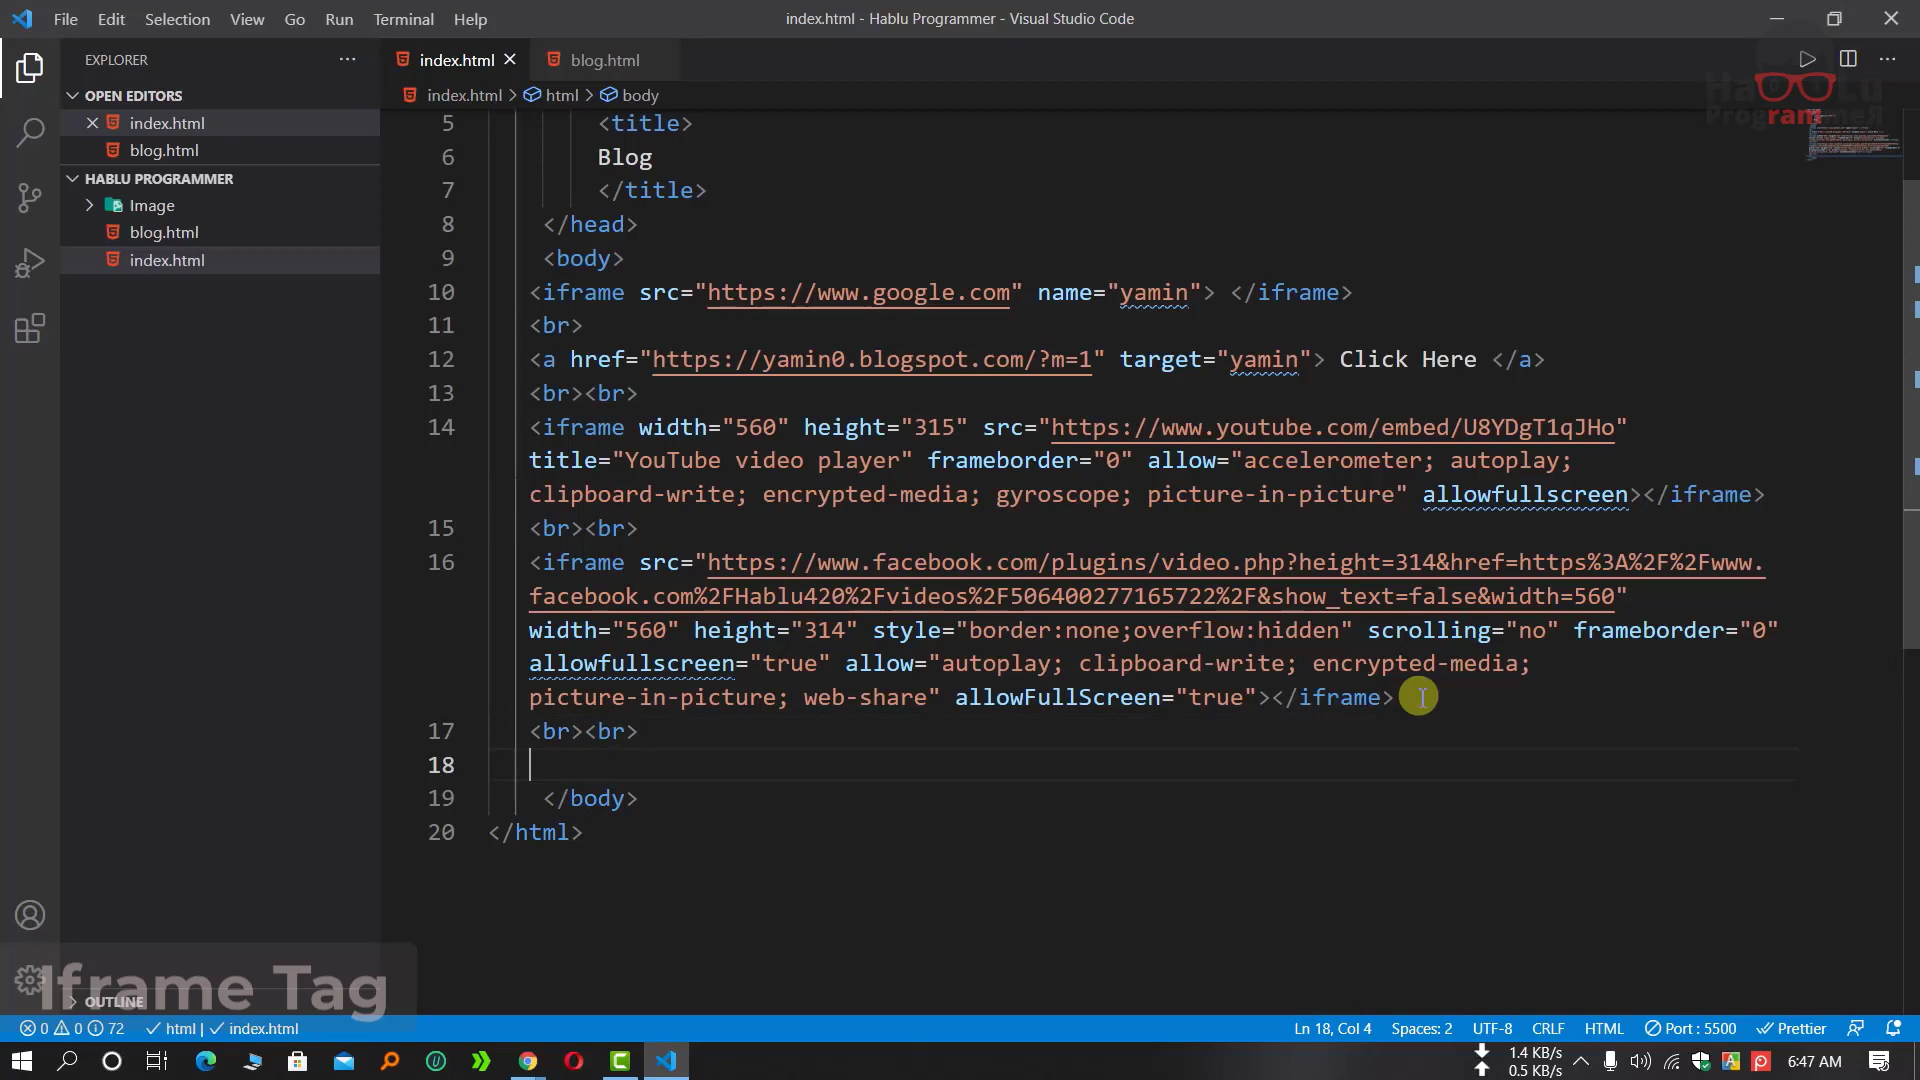 File Edit Selection View Go Run Terminal Help
index.html - Hablu Programmer - Visual Studio Code
EXPLORER
OPEN EDITORS
index.html
blog.html
HABLU PROGRAMMER
Image
blog.html
index.html
OUTLINE
index.html blog.html
index.html > html > body
5 <title>
6 Blog
7 </title>
8 </head>
9 <body>
10 <iframe src="https://www.google.com" name="yamin"> </iframe>
11 <br>
12 <a href="https://yamin0.blogspot.com/?m=1" target="yamin"> Click Here </a>
13 <br><br>
14 <iframe width="560" height="315" src="https://www.youtube.com/embed/U8YDgT1qJHo"
title="YouTube video player" frameborder="0" allow="accelerometer; autoplay;
clipboard-write; encrypted-media; gyroscope; picture-in-picture" allowfullscreen></iframe>
15 <br><br>
16 <iframe src="https://www.facebook.com/plugins/video.php?height=314&href=https%3A%2F%2Fwww.
facebook.com%2FHablu420%2Fvideos%2F506400277165722%2F&show_text=false&width=560"
width="560" height="314" style="border:none;overflow:hidden" scrolling="no" frameborder="0"
allowfullscreen="true" allow="autoplay; clipboard-write; encrypted-media;
picture-in-picture; web-share" allowFullScreen="true"></iframe>
17 <br><br>
18
19 </body>
20 </html>
ProgrammeR
Iframe Tag
0 0 72 html | index.html
Ln 18, Col 4 Spaces: 2 UTF-8 CRLF HTML Port : 5500 Prettier
1.4 KB/s
0.5 KB/s
6:47 AM